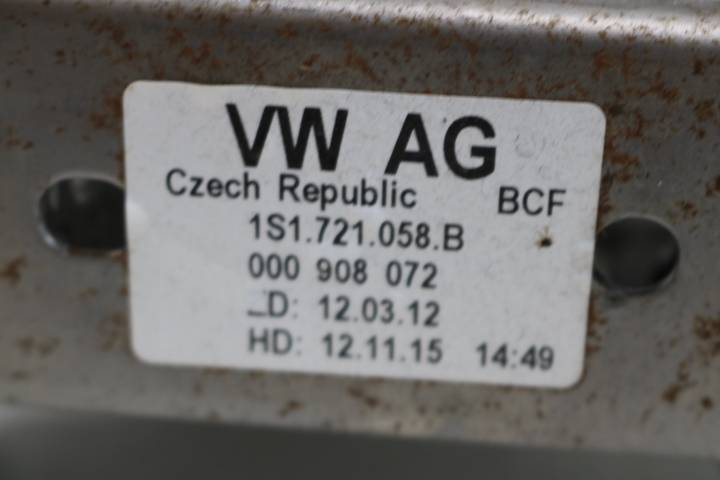 VW AG
Czech Republic BCF
1S1.721.058.B
000 908 072
D: 12.03.12
HD: 12.11.15 14:49